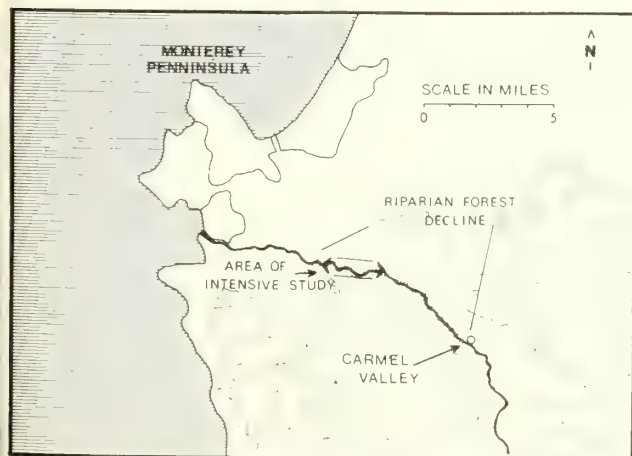 MONTEREY
PENNINSULA
N
SCALE IN MILES
0 5
RIPARIAN FOREST
DECLINE
AREA OF
INTENSIVE STUDY
CARMEL
VALLEY